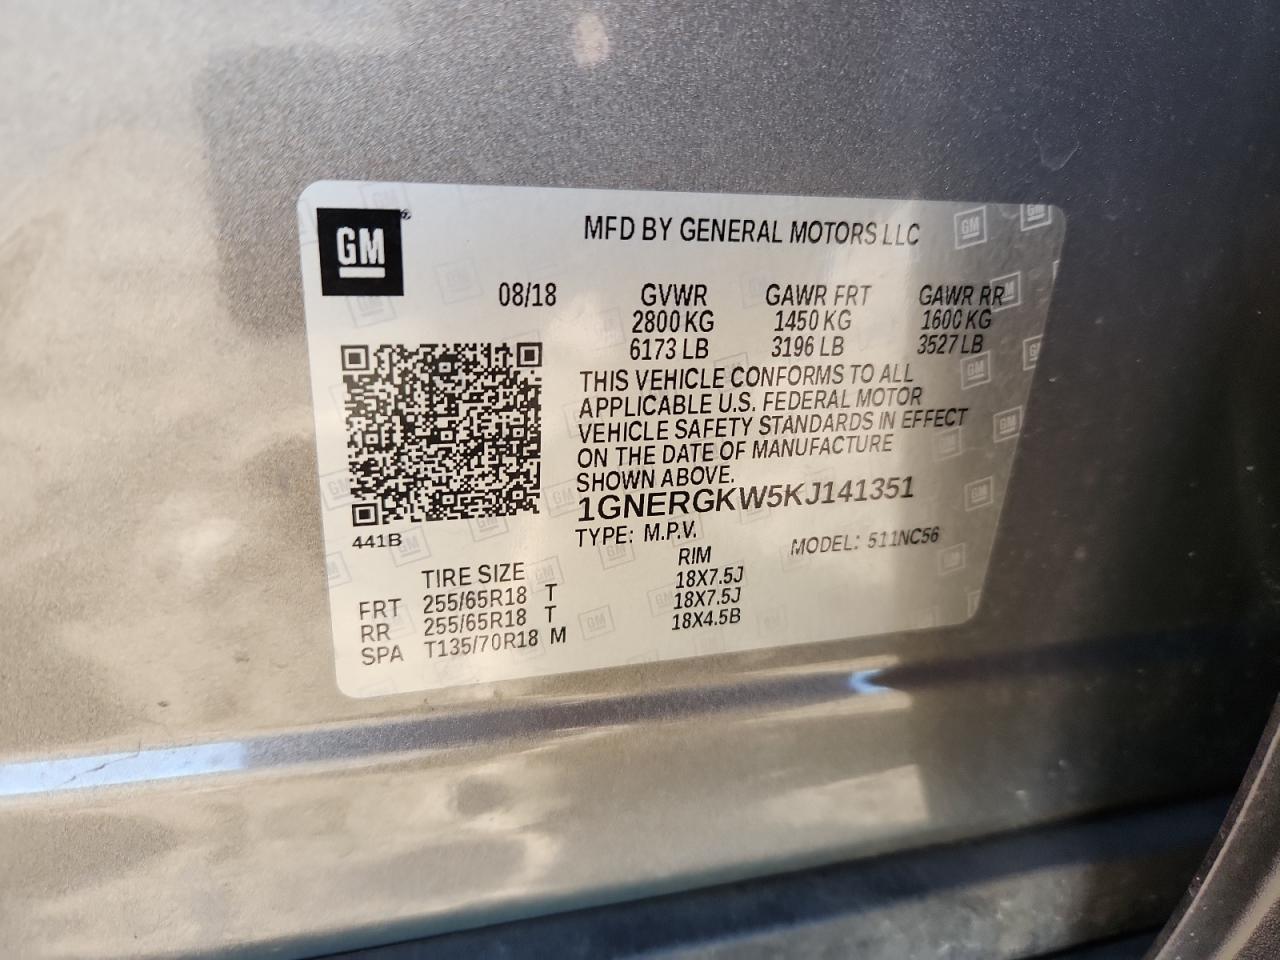 GM
MFD BY GENERAL MOTORS LLC
08/18 GVWR GAWR FRT GAWR RR
2800 KG 1450 KG 1600 KG
6173 LB 3196 LB 3527 LB
THIS VEHICLE CONFORMS TO ALL
APPLICABLE U.S. FEDERAL MOTOR
VEHICLE SAFETY STANDARDS IN EFFECT
ON THE DATE OF MANUFACTURE
SHOWN ABOVE.
1GNERGKW5KJ141351
441B
TYPE: M.P.V. MODEL: 511NC56
TIRE SIZE RIM
FRT 255/65R18 T 18X7.5J
RR 255/65R18 T 18X7.5J
SPA T135/70R18 M 18X4.5B